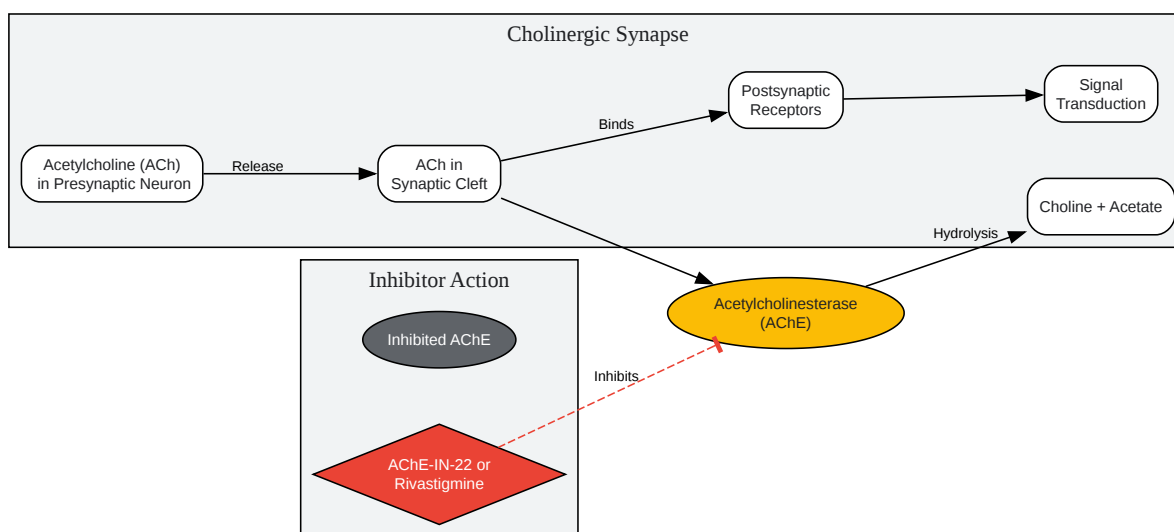 Cholinergic Synapse
Postsynaptic
Receptors
Signal
Transduction
Binds
Acetylcholine (ACh)
in Presynaptic Neuron
Release
ACh in
Synaptic Cleft
Choline + Acetate
Hydrolysis
Inhibitor Action
Acetylcholinesterase
(AChE)
Inhibited AChE
Inhibits
AChE-IN-22 or
Rivastigmine